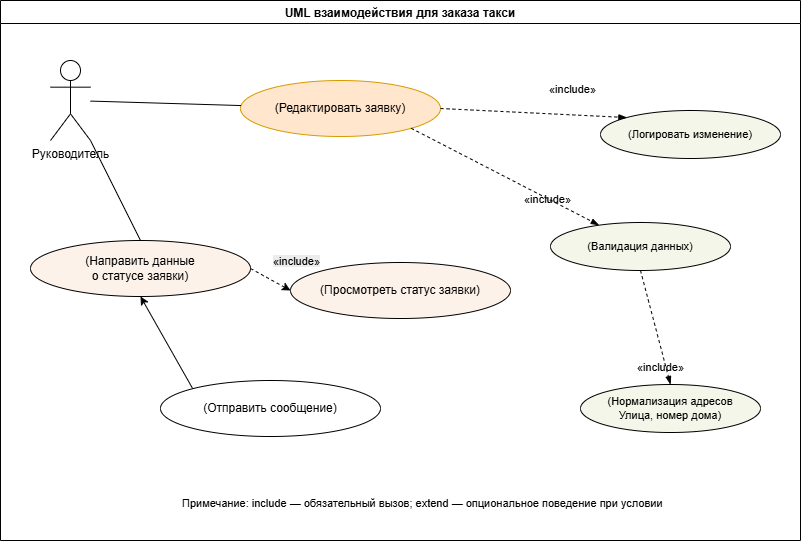 UML взаимодействия для заказа такси
«include»
(Редактировать заявку)
(Логировать изменение)
Руководитель
«include»
(Валидация данных)
(Направить данные
о статусе заявки)
«include»
(Просмотреть статус заявки)
«include»
(Отправить сообщение)
(Нормализация адресов
Улица, номер дома)
Примечание: include — обязательный вызов; extend — опциональное поведение при условии